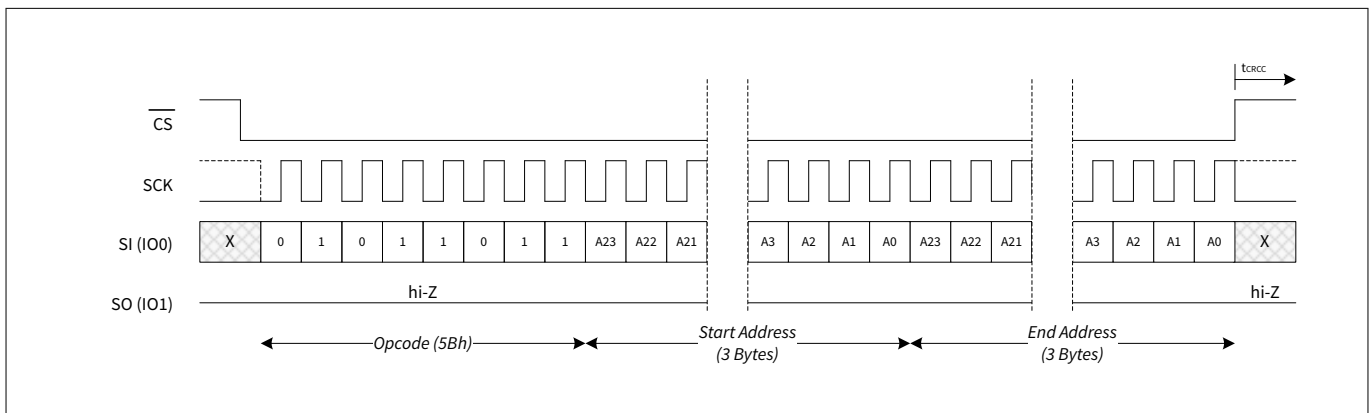 tCRCC
CS
SCK
SI (IO0) X 0 1 0 1 1 0 1 1 A23 A22 A21 A3 A2 A1 A0 A23 A22 A21 A3 A2 A1 A0 X
hi-Z hi-Z
SO (IO1)
Opcode (5Bh) Start Address End Address
(3 Bytes) (3 Bytes)